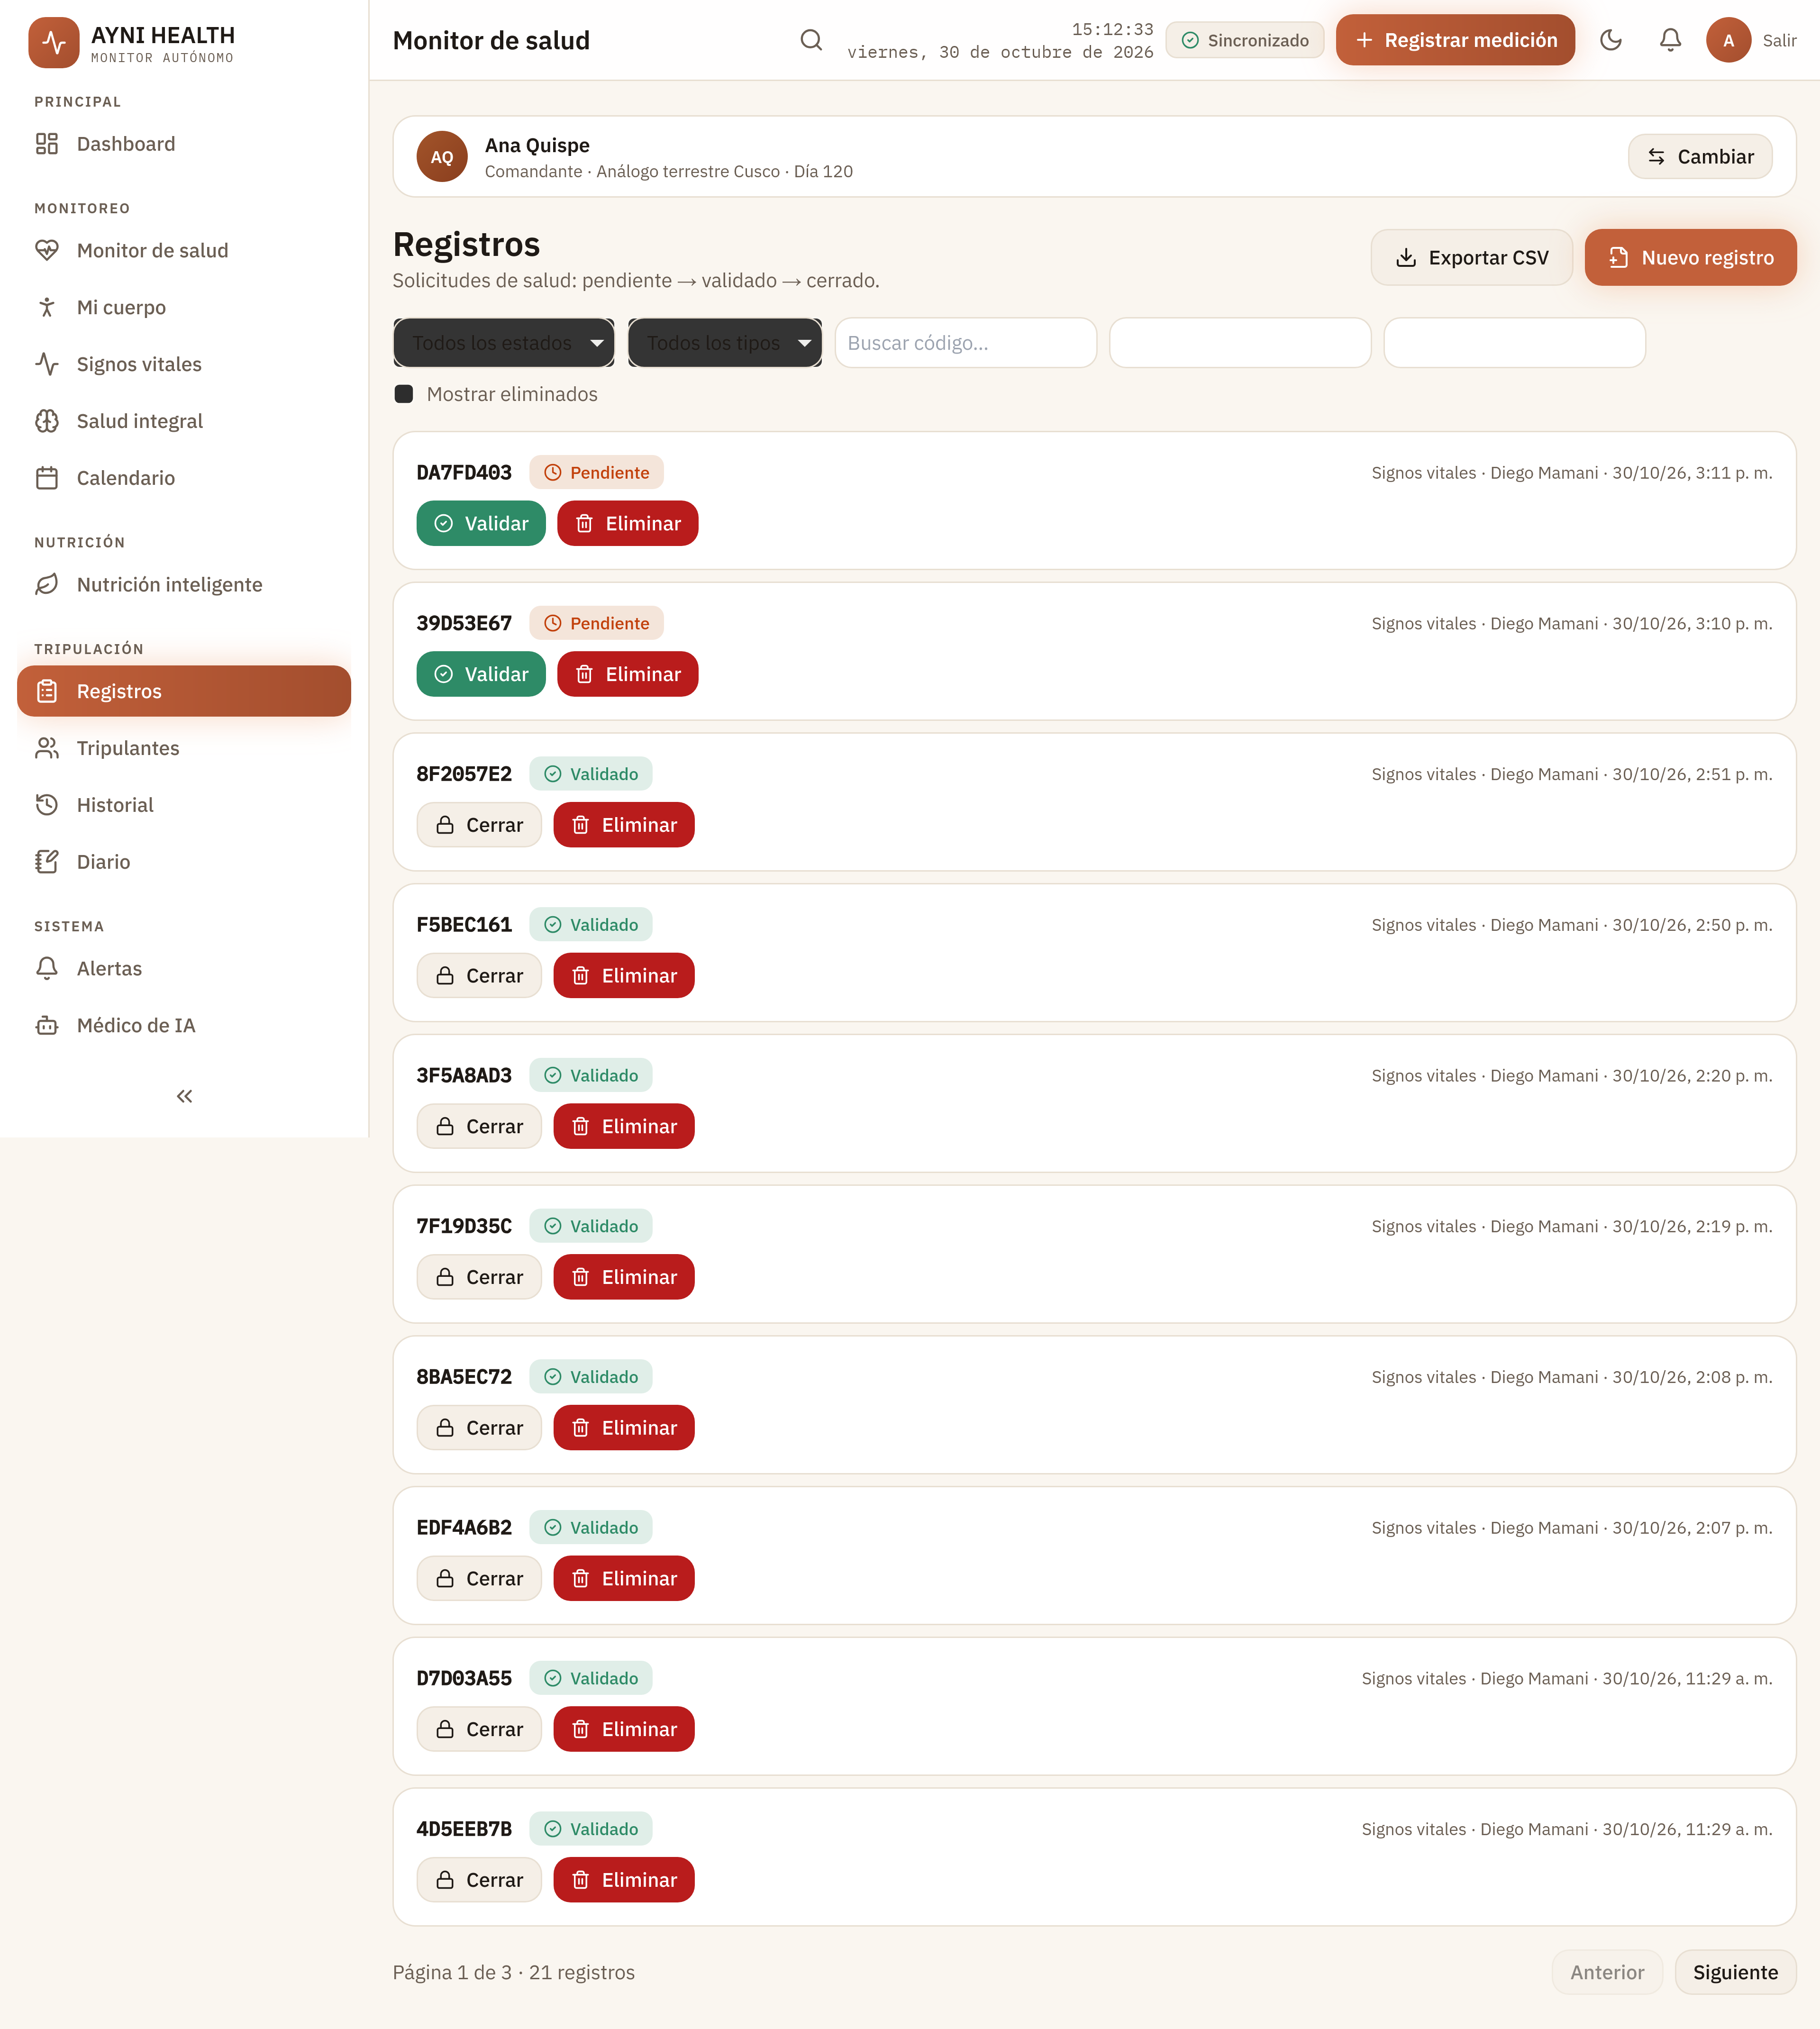 AYNI HEALTH
MONITOR AUTÓNOMO
PRINCIPAL
Dashboard
MONITOREO
Monitor de salud
Mi cuerpo
Signos vitales
Salud integral
Calendario
NUTRICIÓN
Nutrición inteligente
TRIPULACIÓN
Registros
Tripulantes
Historial
Diario
SISTEMA
Alertas
Médico de IA
Monitor de salud
15:12:33
viernes, 30 de octubre de 2026
Sincronizado
Registrar medición
A
Salir
AQ
Ana Quispe
Comandante · Análogo terrestre Cusco · Día 120
Cambiar
Registros
Solicitudes de salud: pendiente → validado → cerrado.
Exportar CSV
Nuevo registro
Todos los estados
Todos los tipos
Buscar código...
Mostrar eliminados
DA7FD403 Pendiente Signos vitales · Diego Mamani · 30/10/26, 3:11 p. m.
Validar Eliminar
39D53E67 Pendiente Signos vitales · Diego Mamani · 30/10/26, 3:10 p. m.
Validar Eliminar
8F2057E2 Validado Signos vitales · Diego Mamani · 30/10/26, 2:51 p. m.
Cerrar Eliminar
F5BEC161 Validado Signos vitales · Diego Mamani · 30/10/26, 2:50 p. m.
Cerrar Eliminar
3F5A8AD3 Validado Signos vitales · Diego Mamani · 30/10/26, 2:20 p. m.
Cerrar Eliminar
7F19D35C Validado Signos vitales · Diego Mamani · 30/10/26, 2:19 p. m.
Cerrar Eliminar
8BA5EC72 Validado Signos vitales · Diego Mamani · 30/10/26, 2:08 p. m.
Cerrar Eliminar
EDF4A6B2 Validado Signos vitales · Diego Mamani · 30/10/26, 2:07 p. m.
Cerrar Eliminar
D7D03A55 Validado Signos vitales · Diego Mamani · 30/10/26, 11:29 a. m.
Cerrar Eliminar
4D5EEB7B Validado Signos vitales · Diego Mamani · 30/10/26, 11:29 a. m.
Cerrar Eliminar
Página 1 de 3 · 21 registros
Anterior
Siguiente